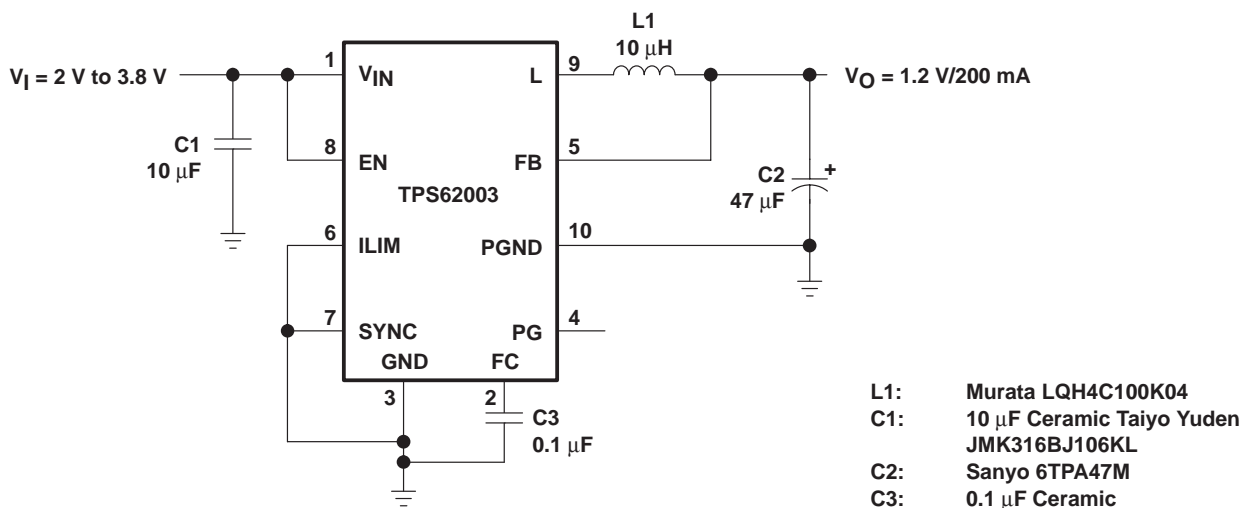 L1
10 μH
VI = 2 V to 3.8 V
1
VIN
L
9
VO = 1.2 V/200 mA
C1
10 μF
8
EN
FB
5
TPS62003
C2
47 μF
+
6
ILIM
PGND
10
7
SYNC
PG
4
GND
FC
3
2
C3
0.1 μF
L1: Murata LQH4C100K04
C1: 10 μF Ceramic Taiyo Yuden
JMK316BJ106KL
C2: Sanyo 6TPA47M
C3: 0.1 μF Ceramic